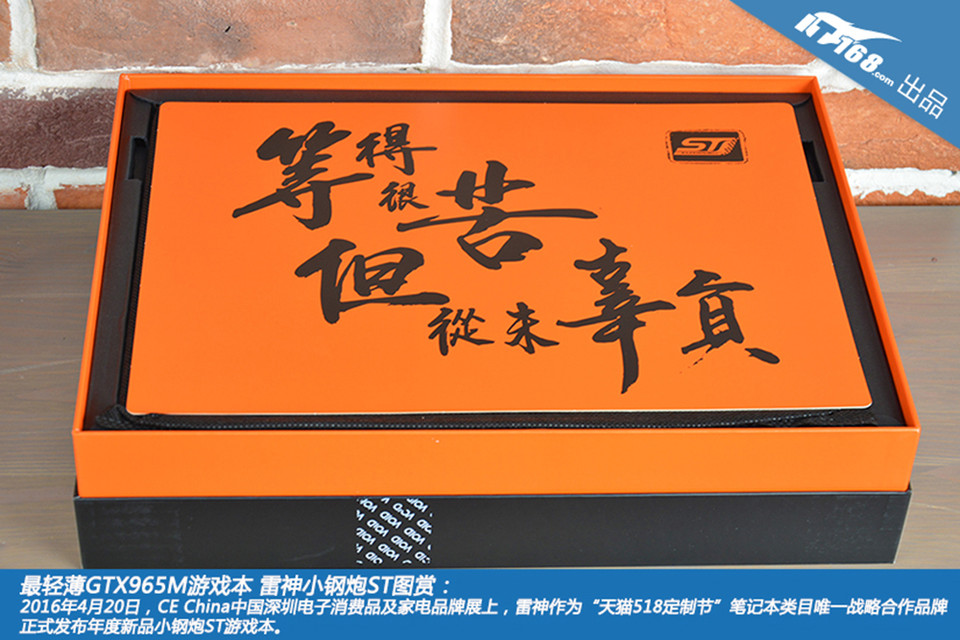 IT168.com 出品
ST
等得很苦
但從未辜負
VOID VOID VOID
最轻薄GTX965M游戏本 雷神小钢炮ST图赏：
2016年4月20日，CE China中国深圳电子消费品及家电品牌展上，雷神作为“天猫518定制节”笔记本类目唯一战略合作品牌
正式发布年度新品小钢炮ST游戏本。